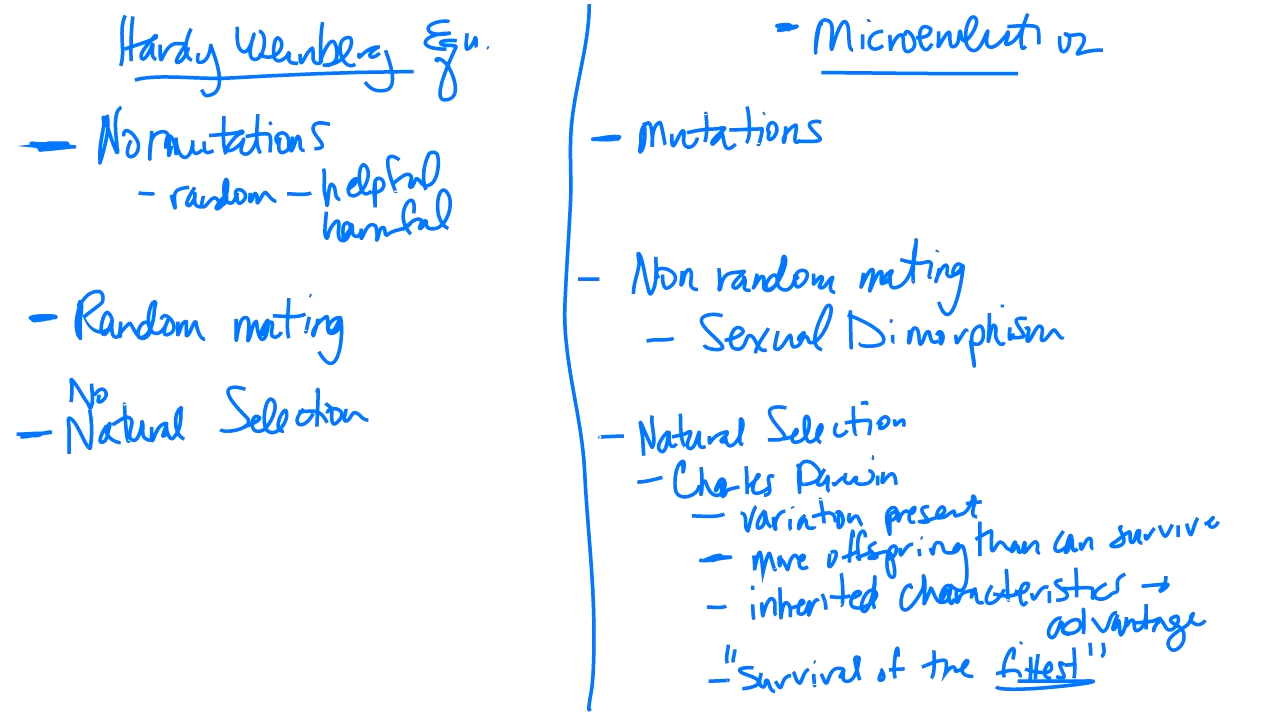 Hardy Weinberg Eqn.
- No mutations
- random - helpful
harmful
- Random mating
No
- Natural Selection
- Microevolution
- Mutations
- Non random mating
- Sexual Dimorphism
- Natural Selection
- Charles Darwin
- variation present
- more offspring than can survive
- inherited characteristics →
advantage
- "Survival of the fittest"